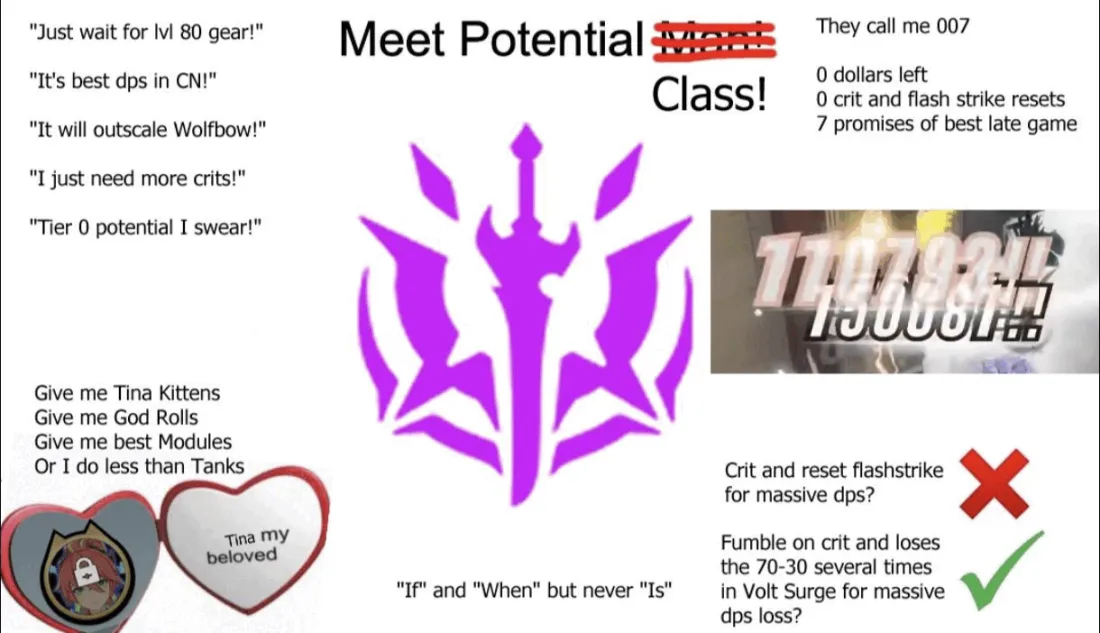 "Just wait for lvl 80 gear!"
"It's best dps in CN!"
"It will outscale Wolfbow!"
"I just need more crits!"
"Tier 0 potential I swear!"
Meet Potential Man!
Class!
They call me 007
0 dollars left
0 crit and flash strike resets
7 promises of best late game
110792!!
Give me Tina Kittens
Give me God Rolls
Give me best Modules
Or I do less than Tanks
Tina my
beloved
"If" and "When" but never "Is"
Crit and reset flashstrike
for massive dps?
Fumble on crit and loses
the 70-30 several times
in Volt Surge for massive
dps loss?